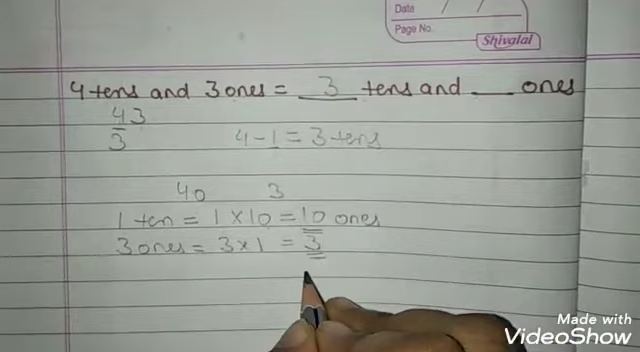 Date / /
Page No.
Shivalal
4 tens and 3 ones = 3 tens and __ ones
43
3
4-1 = 3 tens
40 3
1 ten = 1 x 10 = 10 ones
3 ones = 3 x 1 = 3
Made with
VideoShow